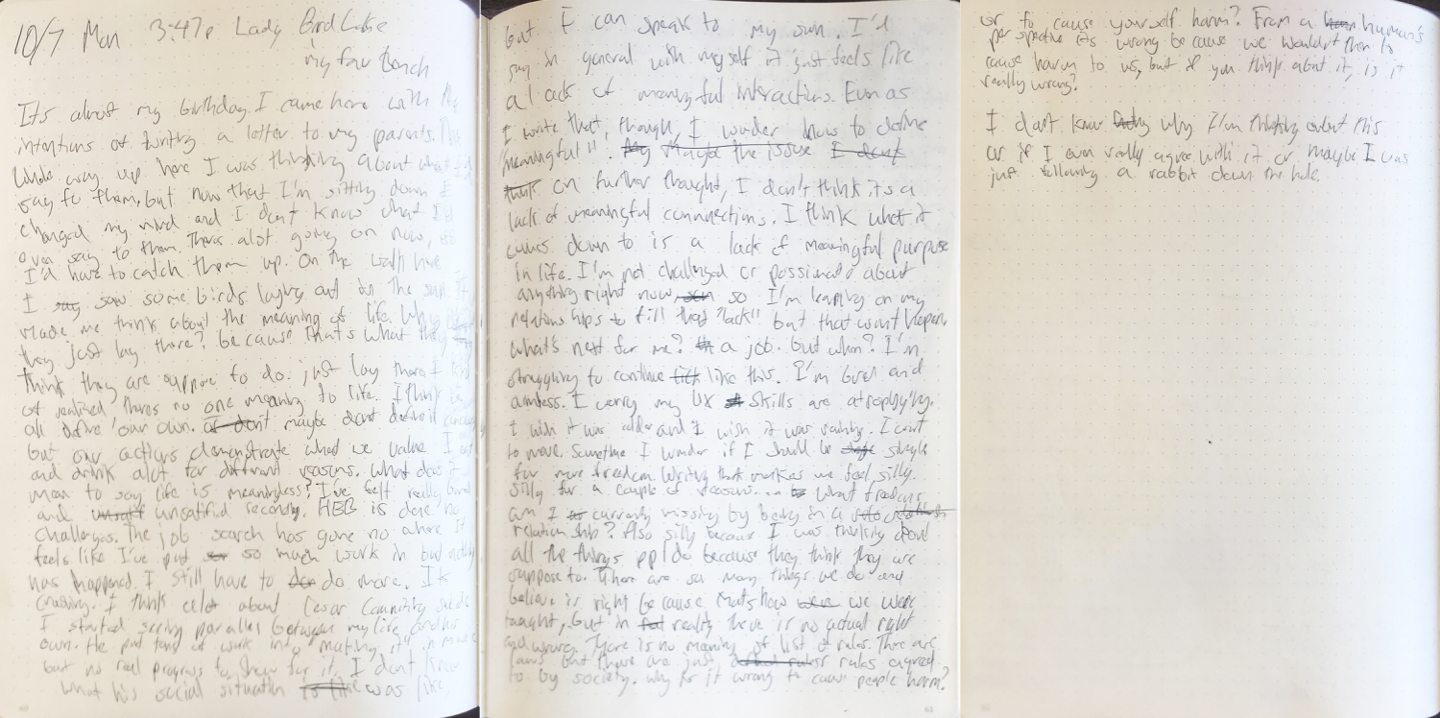 10/7 Mon 3:47p Lady Bird Lake
my fav Bench
It's almost my birthday. I came here with the
intentions of writing a letter to my parents. The
whole way up here I was thinking about what I'd
say to them, but now that I'm sitting down I
changed my mind and I don't know what I'd
even say to them. There's alot going on now,
I'd have to catch them up. On the walk here
I say saw some birds laying out in the sun. It
made me think about the meaning of life. Why
they just lay there? because that's what they
think they are suppose to do. just lay there. I kind
of realized there's no one meaning to life. I think we
all define our own. or don't maybe dont define it
but our actions demonstrate what we value. I eat
and drink alot for different reasons. What does it
mean to say life is meaningless? I've felt really bored
and unsatif unsatified recently. HEB is done no
challenges. The job search has gone no where. It
feels like I've put so so much work in but nothing
has happened. I still have to do more. It's
crushing. I think alot about Cesar
I started seeing parallels between my life and his
own. He put tons of work into "making it" in music
but no real progress to show for it. I don't know
what his social situation is like was like,
but I can speak to my own. I'd
say in general with myself it just feels like
a lack of meaningful interactions. Even as
I write that, though, I wonder how to define
"meaningful". My Maybe the issue I dont
think on further thought, I don't think its a
lack of meaningful connections. I think what it
comes down to is a lack of meaningful purpose
in life. I'm not challenged or passionate about
anything right now so I'm leaning on my
relationships to fill that "lack" but that won't happen.
what's next for me? a job. but when? I'm
struggling to continue like this. I'm bored and
aimless. I worry my UX skills are atrophying.
I wish it was colder and I wish it was rainy. I want
to move. Sometime I wonder if I should be single
for more freedom. Writing that makes me feel silly.
silly for a couple of reasons... what freedoms
am I currently missing by being in a
relationship? Also silly because I was thinking about
all the things ppl do because they think they are
suppose to. There are so many things we do and
believe is right because that's how were we were
taught, but in reality there is no actual right
and wrong. There is no meaning of list of rules. There are
laws but those are just rules agreed
to by society. why is it wrong to cause people harm?
or to cause yourself harm? From a human's
perspective its wrong because we wouldn't them to
cause harm to us, but if you think about it, is it
really wrong?
I don't know why I'm thinking about this
or if I even really agree with it or maybe I was
just following a rabbit down the hole.